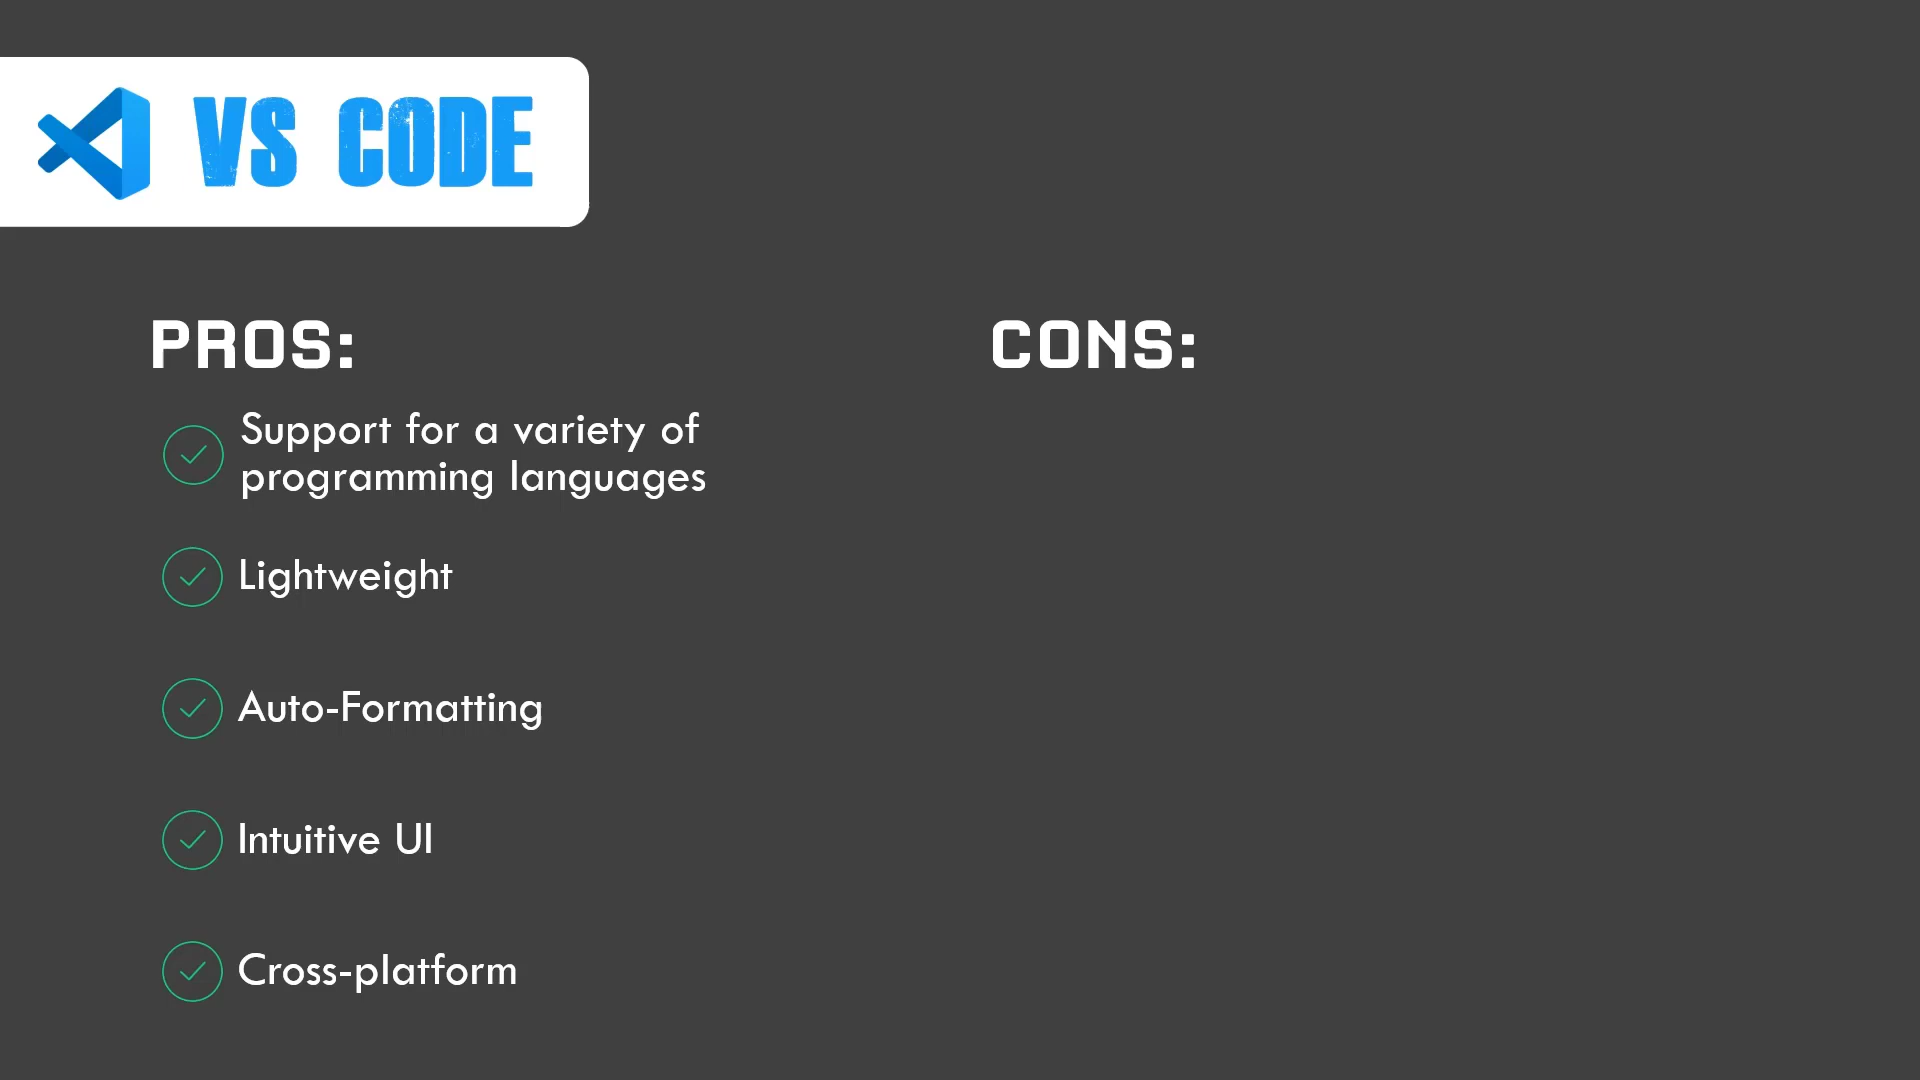 VS CODE
PROS:
Support for a variety of
programming languages
Lightweight
Auto-Formatting
Intuitive UI
Cross-platform
CONS: